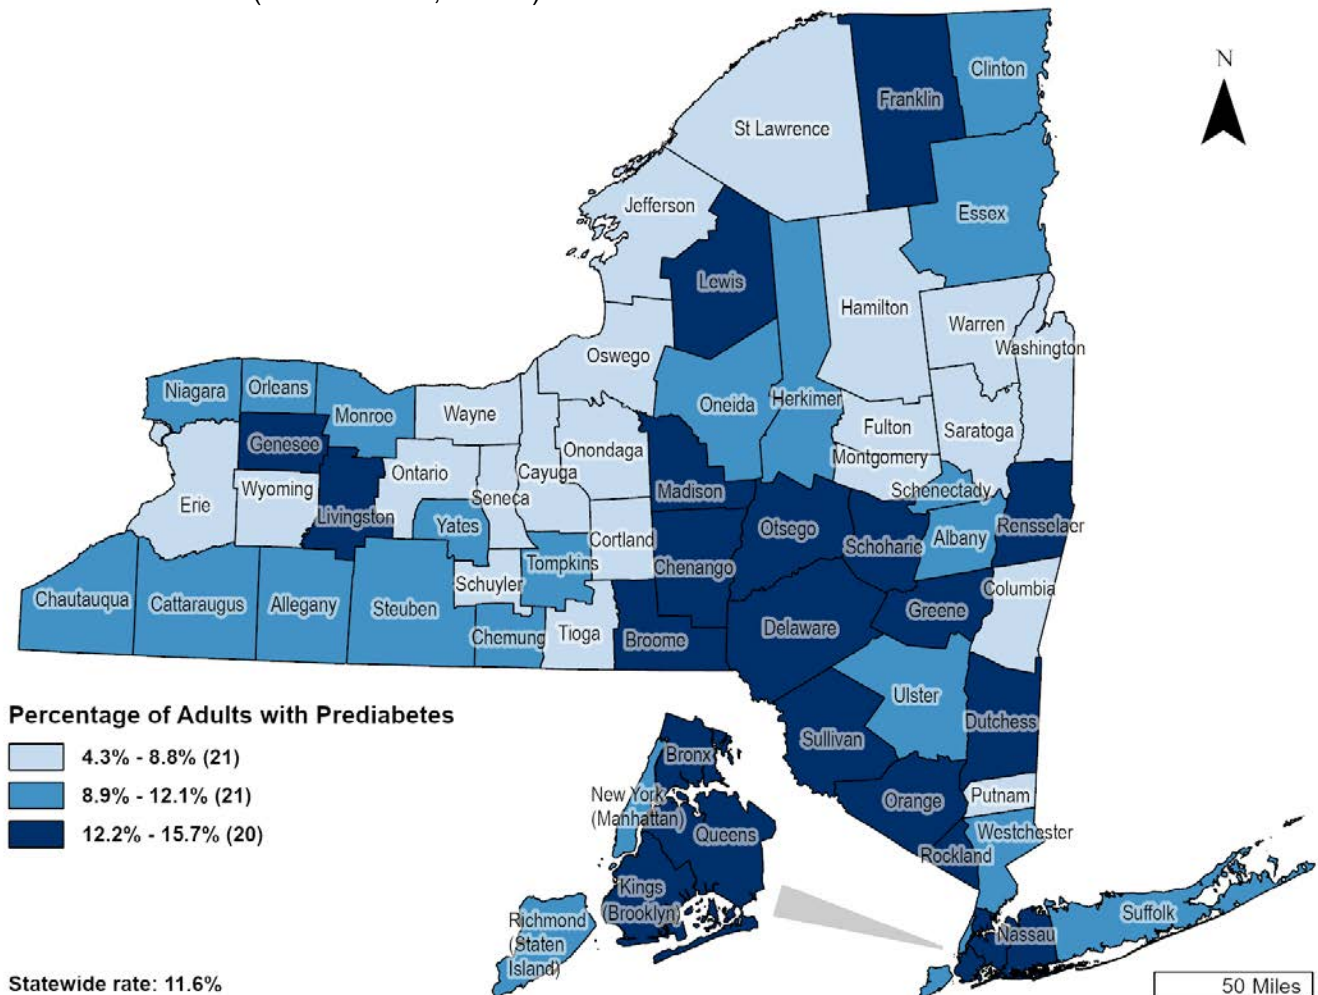 N
Clinton
Franklin
St Lawrence
Jefferson
Essex
Lewis
Hamilton
Warren
Washington
Oswego
Niagara
Orleans
Monroe
Wayne
Oneida
Herkimer
Fulton
Saratoga
Genesee
Onondaga
Montgomery
Ontario
Cayuga
Seneca
Madison
Schenectady
Erie
Wyoming
Livingston
Yates
Otsego
Rensselaer
Cortland
Schoharie
Albany
Tompkins
Chenango
Schuyler
Columbia
Chautauqua
Cattaraugus
Allegany
Steuben
Greene
Chemung
Tioga
Broome
Delaware
Ulster
Dutchess
Sullivan
Percentage of Adults with Prediabetes
4.3% - 8.8% (21)
8.9% - 12.1% (21)
12.2% - 15.7% (20)
Bronx
New York
(Manhattan)
Queens
Orange
Putnam
Westchester
Rockland
Kings
(Brooklyn)
Richmond
(Staten
Island)
Suffolk
Nassau
Statewide rate: 11.6%
50 Miles